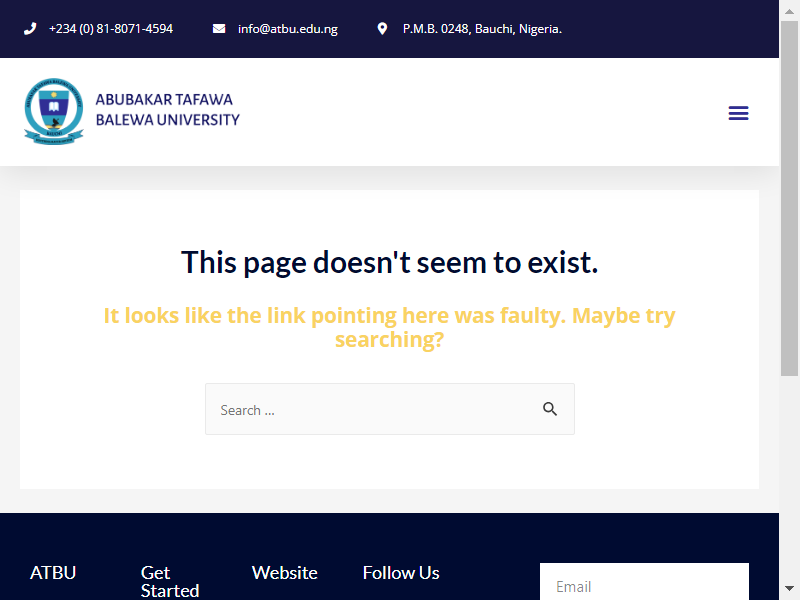 +234 (0) 81-8071-4594
info@atbu.edu.ng
P.M.B. 0248, Bauchi, Nigeria.
ABUBAKAR TAFAWA
BALEWA UNIVERSITY
This page doesn't seem to exist.
It looks like the link pointing here was faulty. Maybe try
searching?
Search ...
ATBU
Get
Started
Website
Follow Us
Email